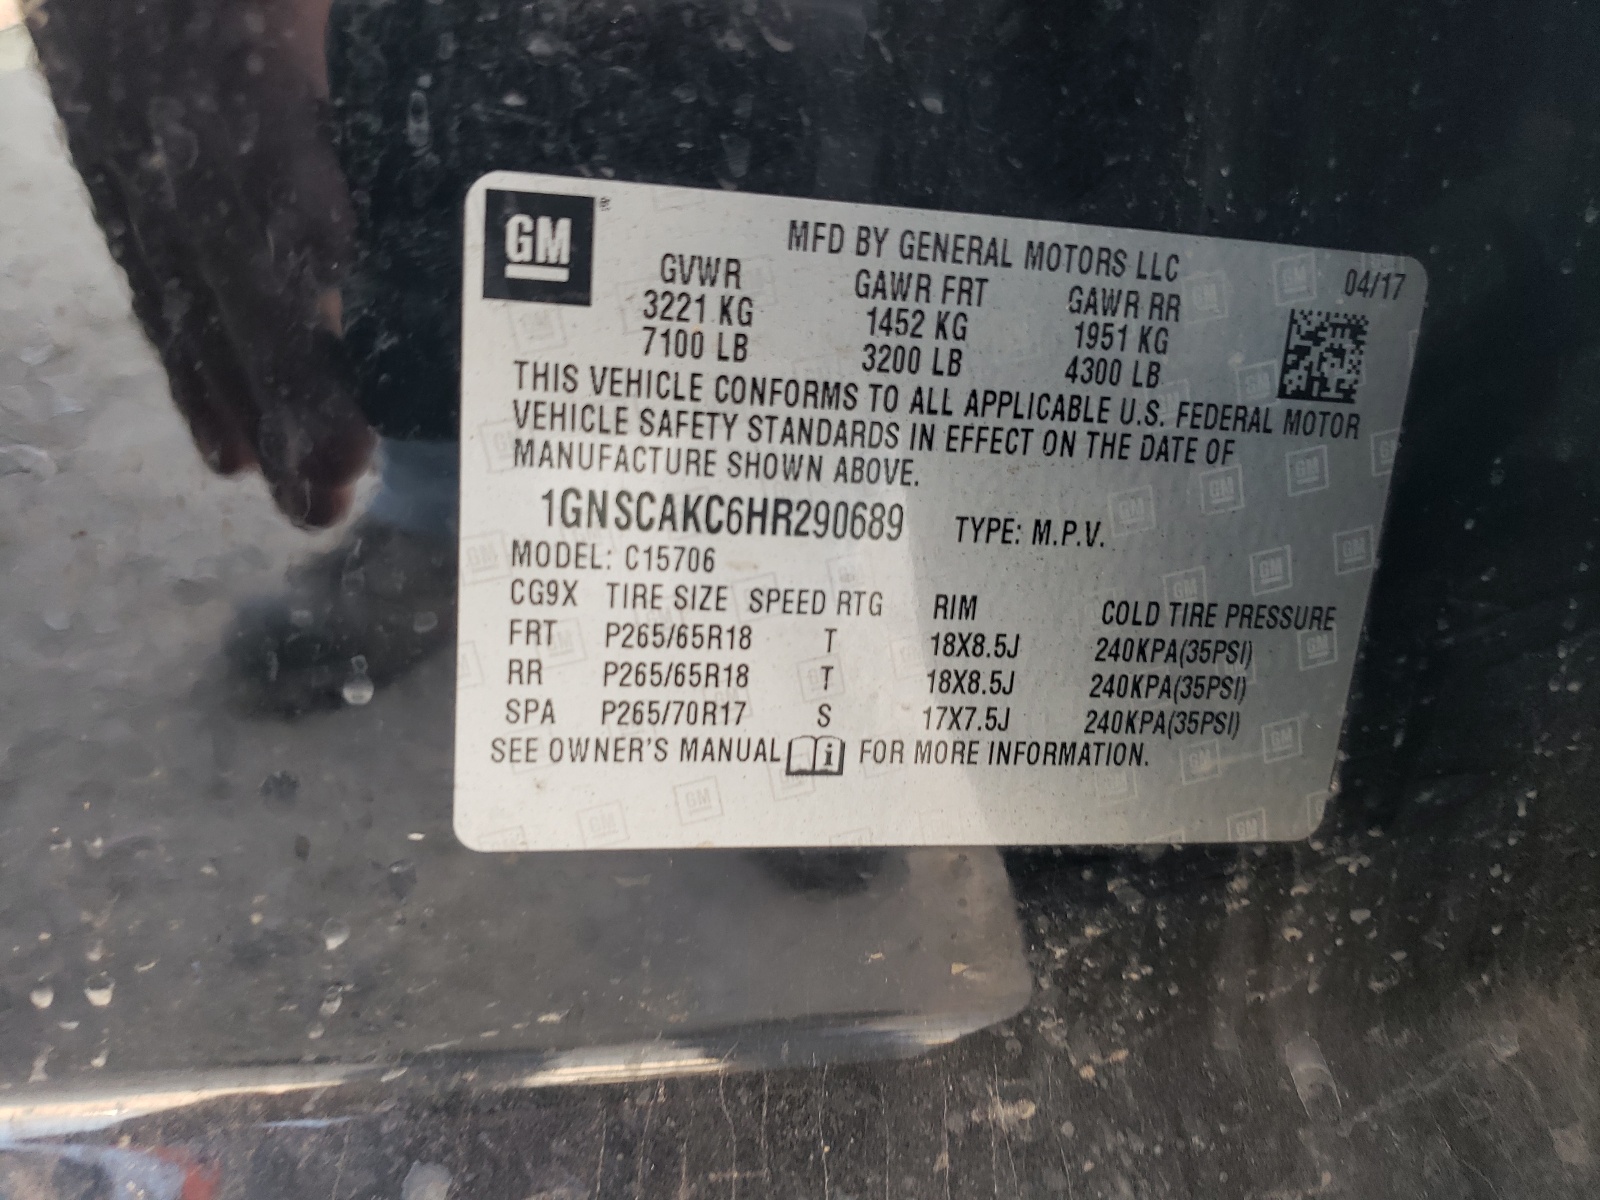 GM ®
MFD BY GENERAL MOTORS LLC 04/17
GVWR GAWR FRT GAWR RR
3221 KG 1452 KG 1951 KG
7100 LB 3200 LB 4300 LB
THIS VEHICLE CONFORMS TO ALL APPLICABLE U.S. FEDERAL MOTOR
VEHICLE SAFETY STANDARDS IN EFFECT ON THE DATE OF
MANUFACTURE SHOWN ABOVE.
1GNSCAKC6HR290689 TYPE: M.P.V.
MODEL: C15706
CG9X TIRE SIZE SPEED RTG RIM COLD TIRE PRESSURE
FRT P265/65R18 T 18X8.5J 240KPA(35PSI)
RR P265/65R18 T 18X8.5J 240KPA(35PSI)
SPA P265/70R17 S 17X7.5J 240KPA(35PSI)
SEE OWNER'S MANUAL i FOR MORE INFORMATION.